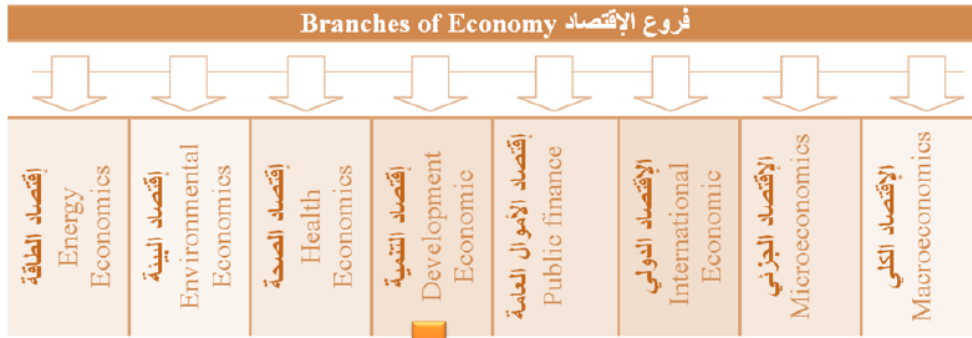 Branches of Economy فروع الإقتصاد
إقتصاد الطاقة
Energy
Economics
إقتصاد البيئة
Environmental
Economics
إقتصاد الصحة
Health
Economics
إقتصاد التنمية
Development
Economic
إقتصاد الأموال العامة
Public finance
الإقتصاد الدولي
International
Economic
الإقتصاد الجزئي
Microeconomics
الإقتصاد الكلي
Macroeconomics